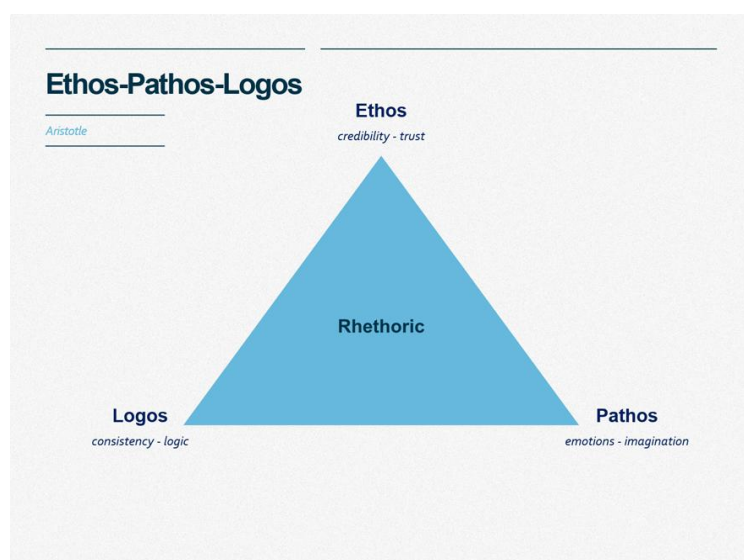 Ethos-Pathos-Logos
Aristotle
Ethos
credibility - trust
Rhethoric
Logos
consistency - logic
Pathos
emotions - imagination